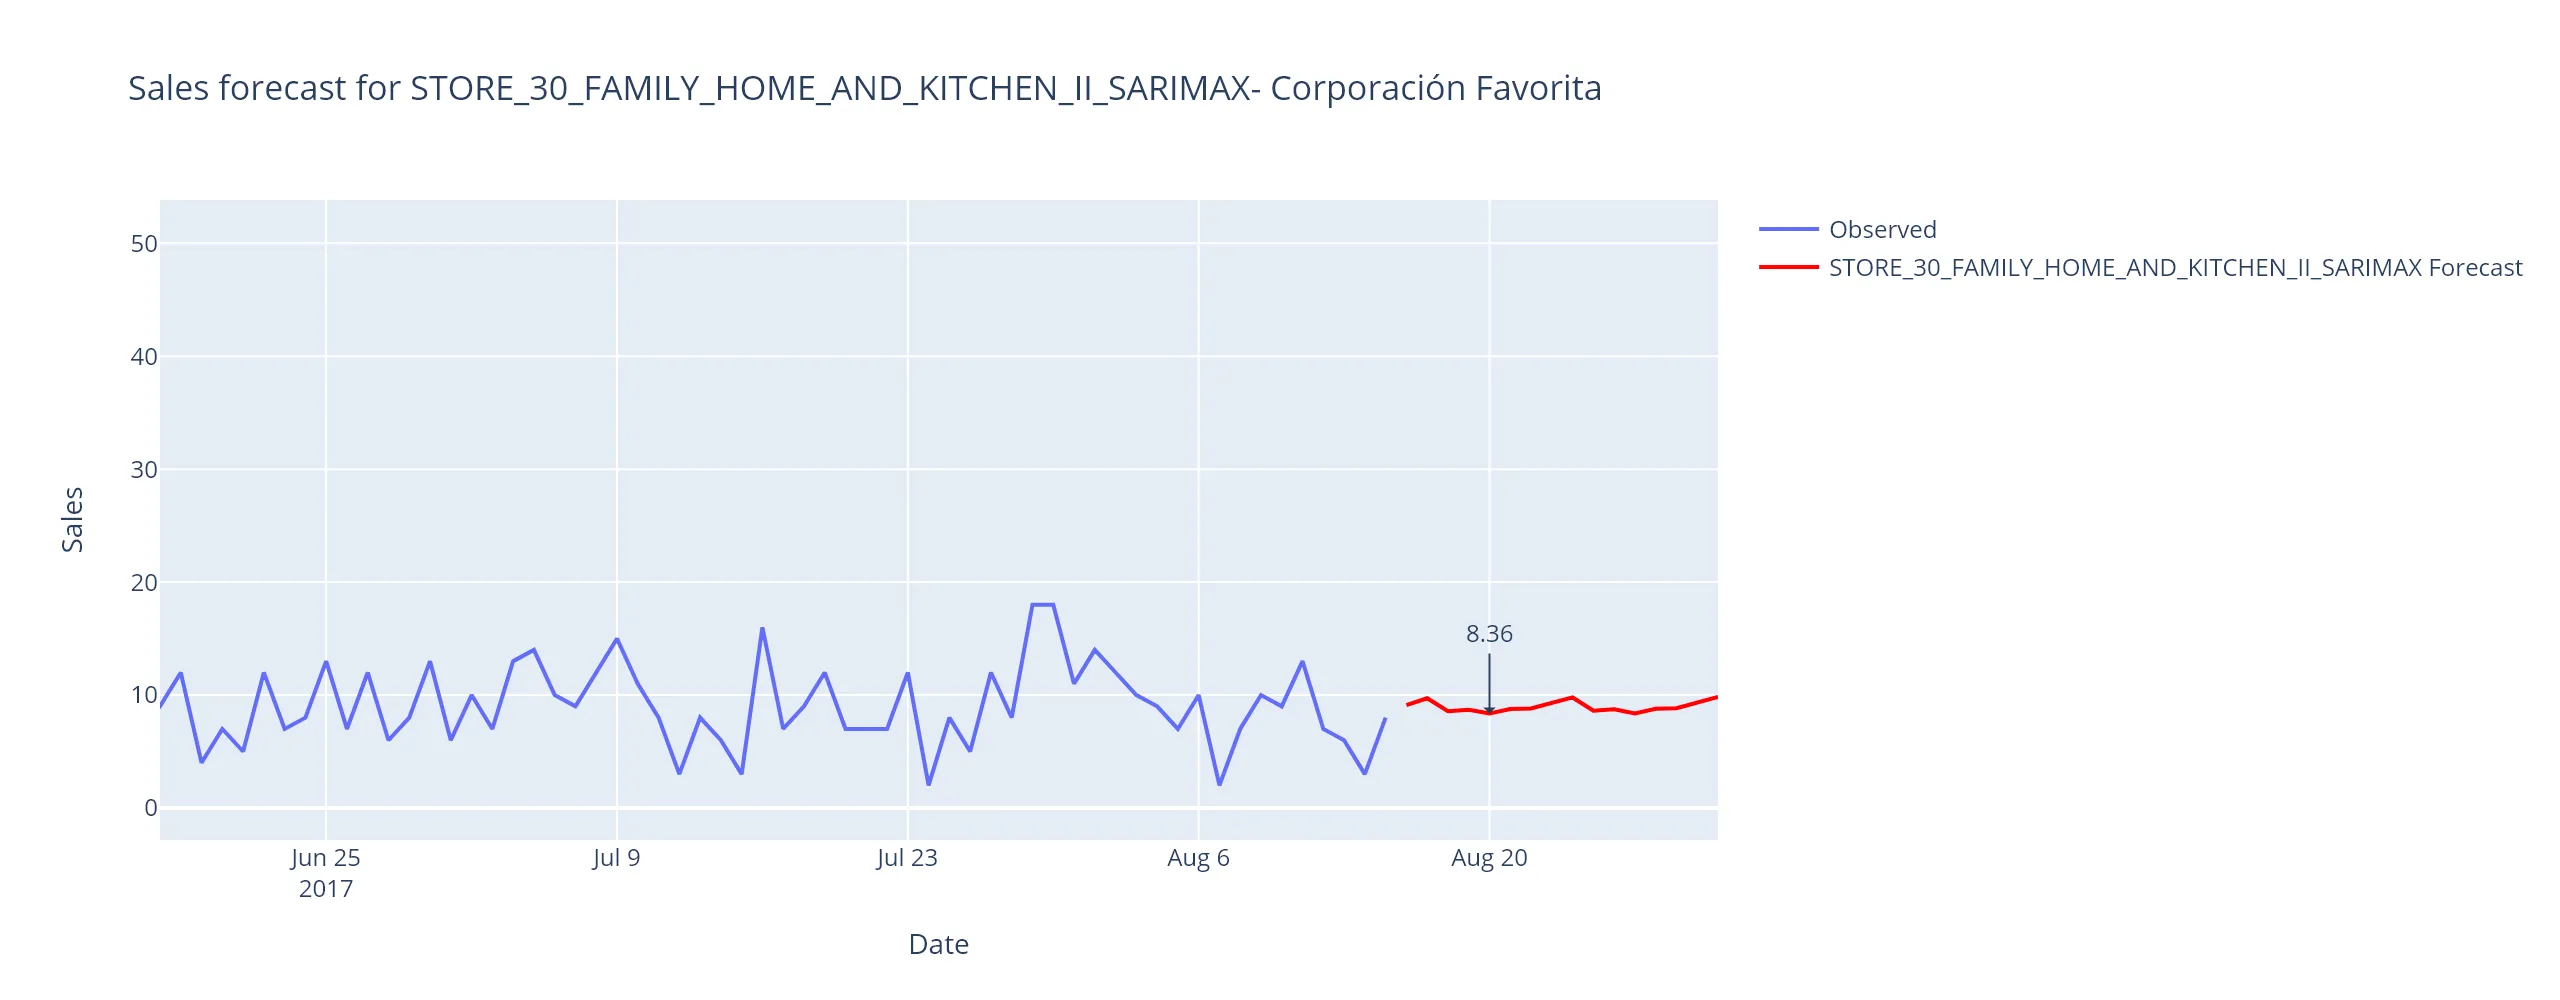 Sales forecast for STORE_30_FAMILY_HOME_AND_KITCHEN_II_SARIMAX- Corporación Favorita
Observed
STORE_30_FAMILY_HOME_AND_KITCHEN_II_SARIMAX Forecast
50
40
30
20
10
0
Sales
8.36
Jun 25
2017
Jul 9
Jul 23
Aug 6
Aug 20
Date